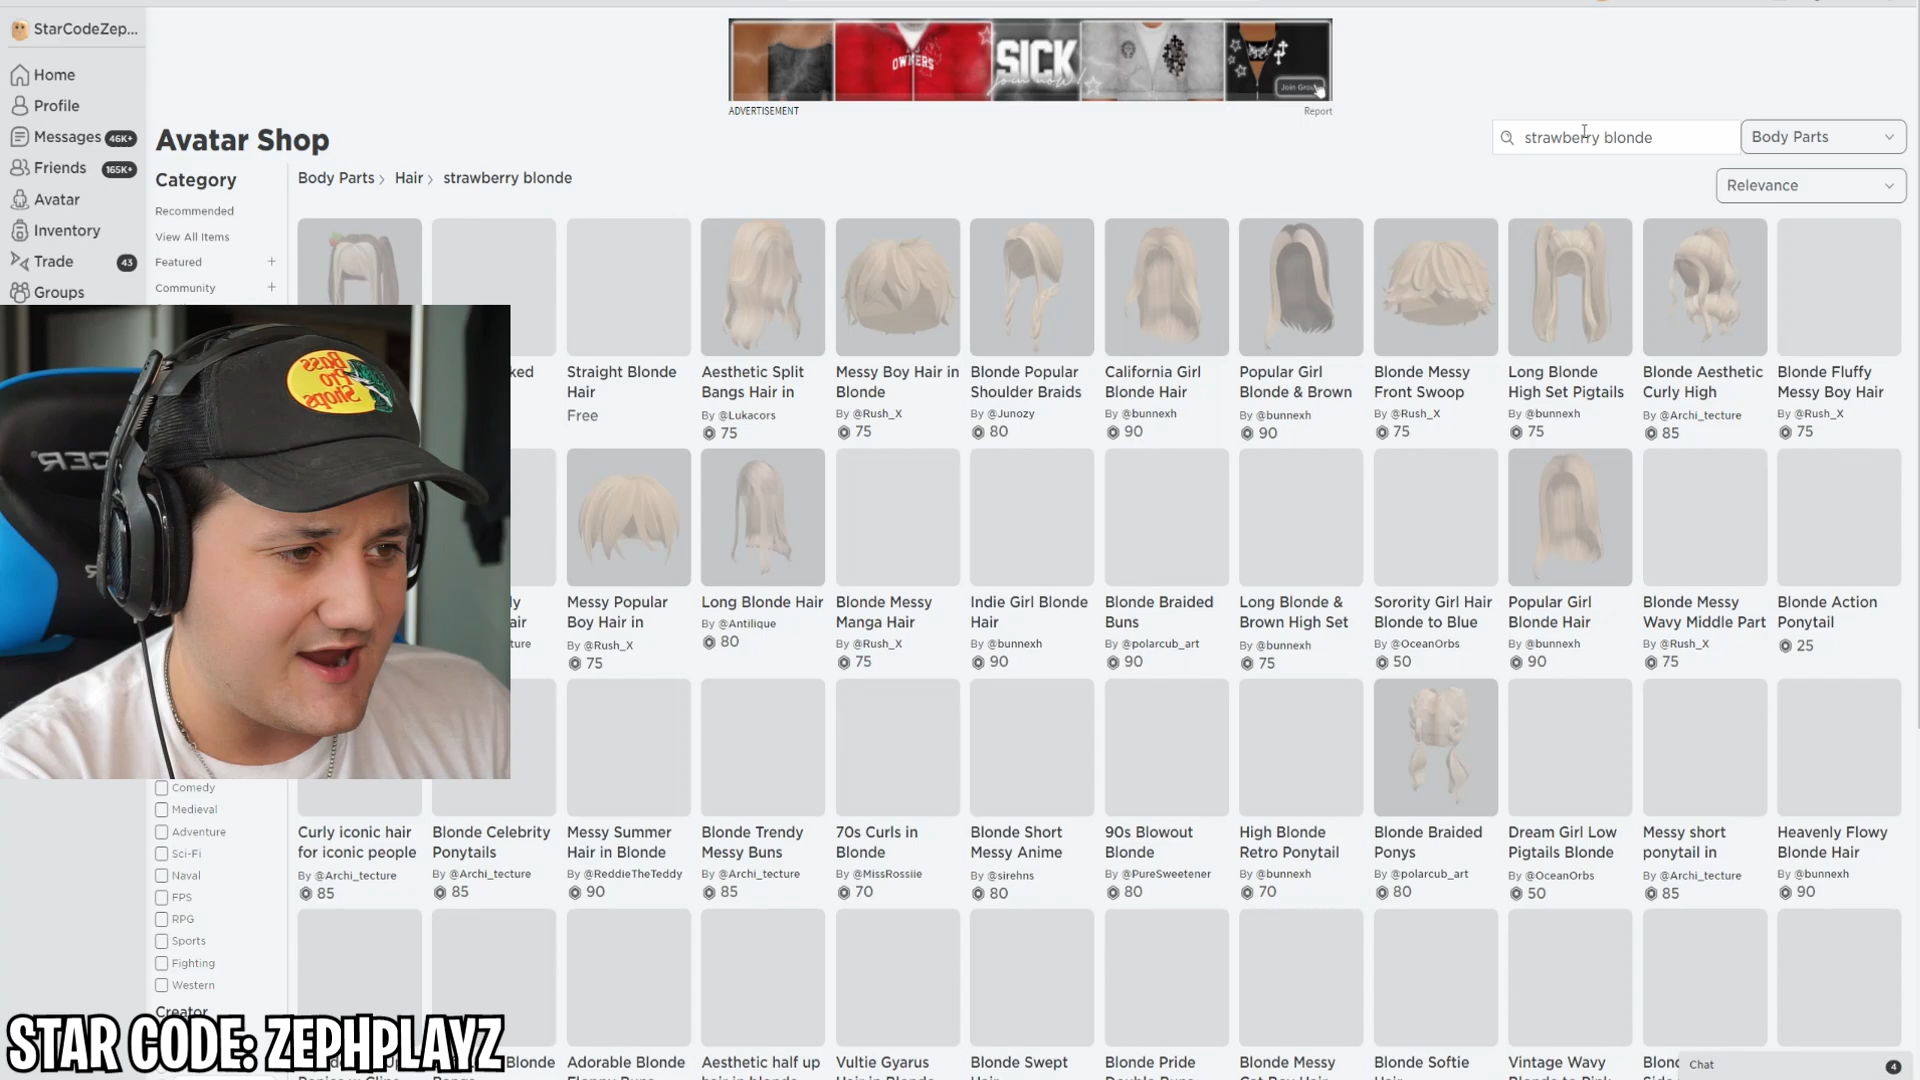 StarCodeZep...
Home
Profile
Messages 46K+
Friends 165K+
Avatar
Inventory
Trade 43
Groups
OWNERS
SICK
join now!
Join Group
ADVERTISEMENT
Report
Avatar Shop
strawberry blonde
Body Parts
Category
Recommended
View All Items
Featured +
Community +
Body Parts > Hair > strawberry blonde
Relevance
Straight Blonde Hair
Free
Aesthetic Split Bangs Hair in
By @Lukacors
75
Messy Boy Hair in Blonde
By @Rush_X
75
Blonde Popular Shoulder Braids
By @Junozy
80
California Girl Blonde Hair
By @bunnexh
90
Popular Girl Blonde & Brown
By @bunnexh
90
Blonde Messy Front Swoop
By @Rush_X
75
Long Blonde High Set Pigtails
By @bunnexh
75
Blonde Aesthetic Curly High
By @Archi_tecture
85
Blonde Fluffy Messy Boy Hair
By @Rush_X
75
Messy Popular Boy Hair in
By @Rush_X
75
Long Blonde Hair
By @Antilique
80
Blonde Messy Manga Hair
By @Rush_X
75
Indie Girl Blonde Hair
By @bunnexh
90
Blonde Braided Buns
By @polarcub_art
90
Long Blonde & Brown High Set
By @bunnexh
75
Sorority Girl Hair Blonde to Blue
By @OceanOrbs
50
Popular Girl Blonde Hair
By @bunnexh
90
Blonde Messy Wavy Middle Part
By @Rush_X
75
Blonde Action Ponytail
25
Bass Pro Shops
Comedy
Medieval
Adventure
Sci-Fi
Naval
FPS
RPG
Sports
Fighting
Western
Creator
Curly iconic hair for iconic people
By @Archi_tecture
85
Blonde Celebrity Ponytails
By @Archi_tecture
85
Messy Summer Hair in Blonde
By @ReddieTheTeddy
90
Blonde Trendy Messy Buns
By @Archi_tecture
85
70s Curls in Blonde
By @MissRossiie
70
Blonde Short Messy Anime
By @sirehns
80
90s Blowout Blonde
By @PureSweetener
80
High Blonde Retro Ponytail
By @bunnexh
70
Blonde Braided Ponys
By @polarcub_art
80
Dream Girl Low Pigtails Blonde
By @OceanOrbs
50
Messy short ponytail in
By @Archi_tecture
85
Heavenly Flowy Blonde Hair
By @bunnexh
90
STAR CODE: ZEPHPLAYZ
Blonde
Adorable Blonde
Aesthetic half up
Vultie Gyarus
Blonde Swept
Blonde Pride
Blonde Messy
Blonde Softie
Vintage Wavy
Chat 4